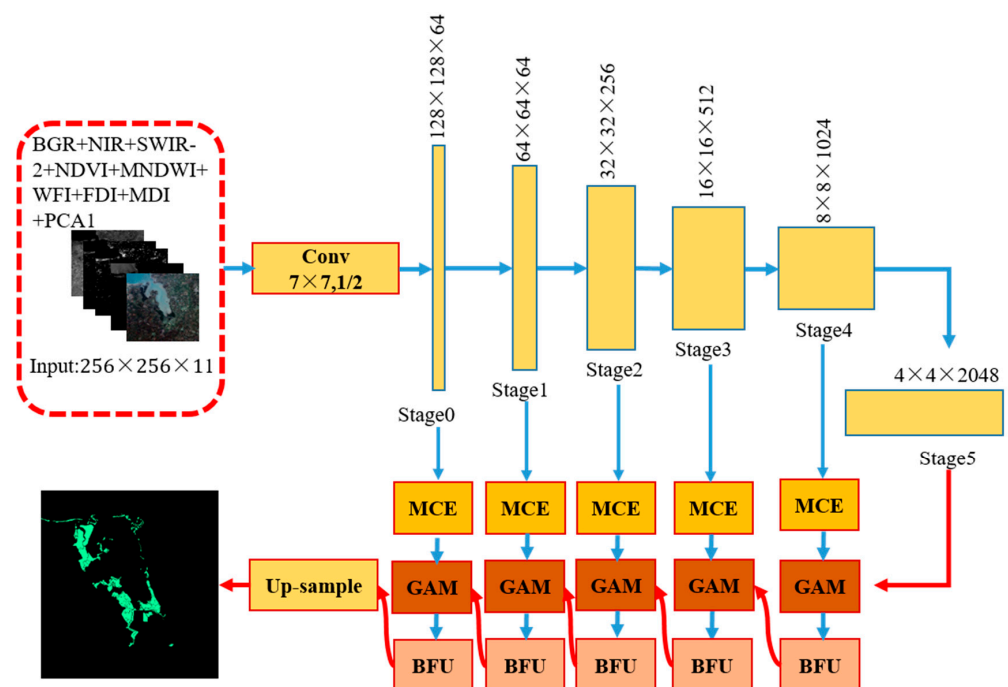 BGR+NIR+SWIR-
2+NDVI+MNDWI+
WFI+FDI+MDI
+PCA1
Input:256×256×11
Conv
7×7,1/2
128×128×64
64×64×64
32×32×256
16×16×512
8×8×1024
4×4×2048
Stage0
Stage1
Stage2
Stage3
Stage4
Stage5
MCE
MCE
MCE
MCE
MCE
Up-sample
GAM
GAM
GAM
GAM
GAM
BFU
BFU
BFU
BFU
BFU